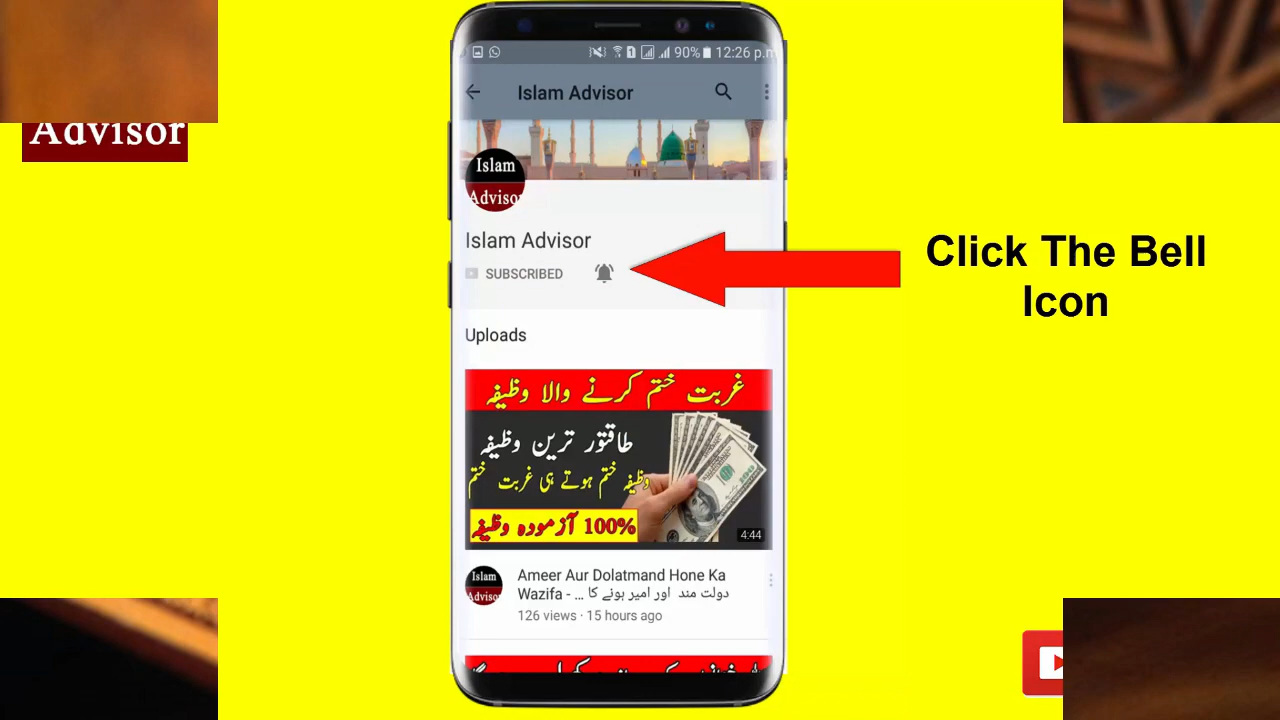 Advisor
90% 12:26 p.m
Islam Advisor
Islam
Advisor
Islam Advisor
SUBSCRIBED
Click The Bell
Icon
Uploads
غربت ختم کرنے والا وظیفہ
طاقتور ترین وظیفہ
وظیفہ ختم ہوتے ہی غربت ختم
100% آزمودہ وظیفہ
4:44
Islam
Advisor
Ameer Aur Dolatmand Hone Ka
Wazifa - ... دولت مند اور امیر ہونے کا
126 views · 15 hours ago